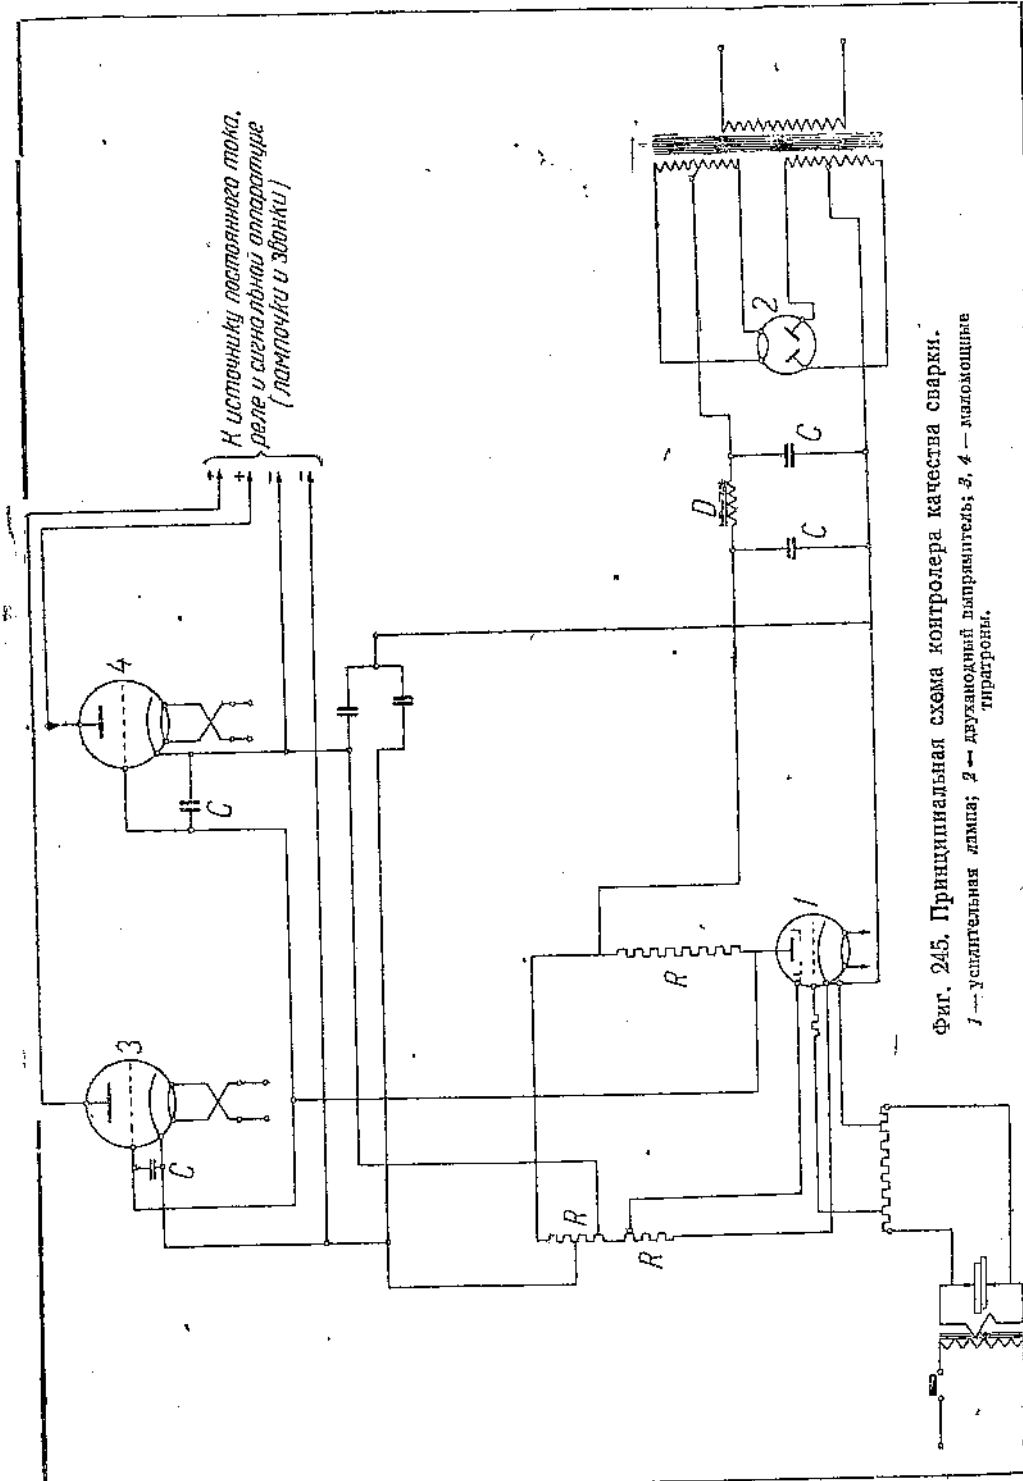 К источнику постоянного тока,
реле и сигнальной аппаратуре
(лампочки и звонки)
+
+
−
−
4
3
C
C
2
D
C
C
1
R
R
R
Фиг. 245. Принципиальная схема контролера качества сварки.
1 — усилительная лампа; 2 — двуханодный выпрямитель; 3, 4 — маломощные
тиратроны.